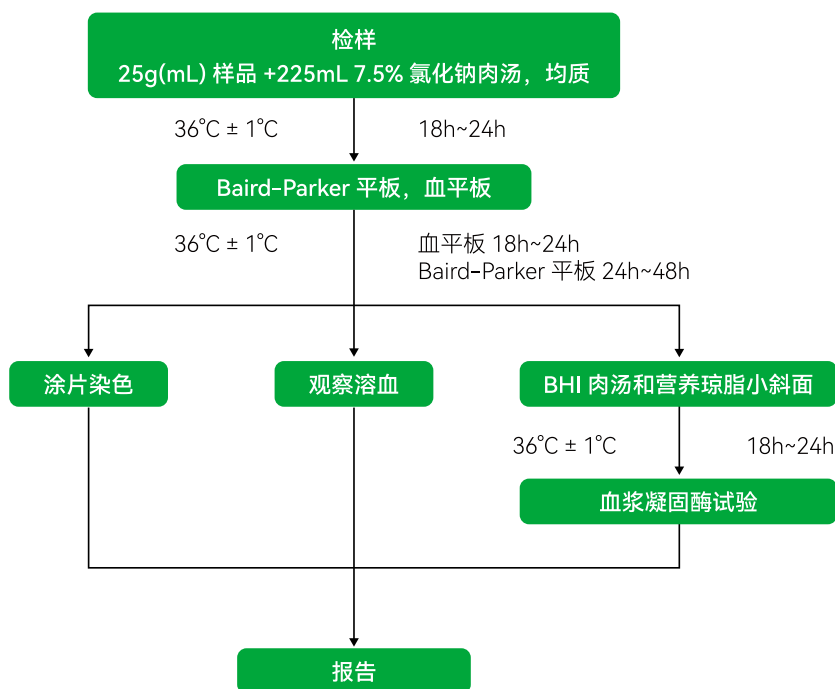 检样
25g(mL) 样品 +225mL 7.5% 氯化钠肉汤，均质
36°C ± 1°C
18h~24h
Baird-Parker 平板，血平板
36°C ± 1°C
血平板 18h~24h
Baird-Parker 平板 24h~48h
涂片染色
观察溶血
BHI 肉汤和营养琼脂小斜面
36°C ± 1°C
18h~24h
血浆凝固酶试验
报告